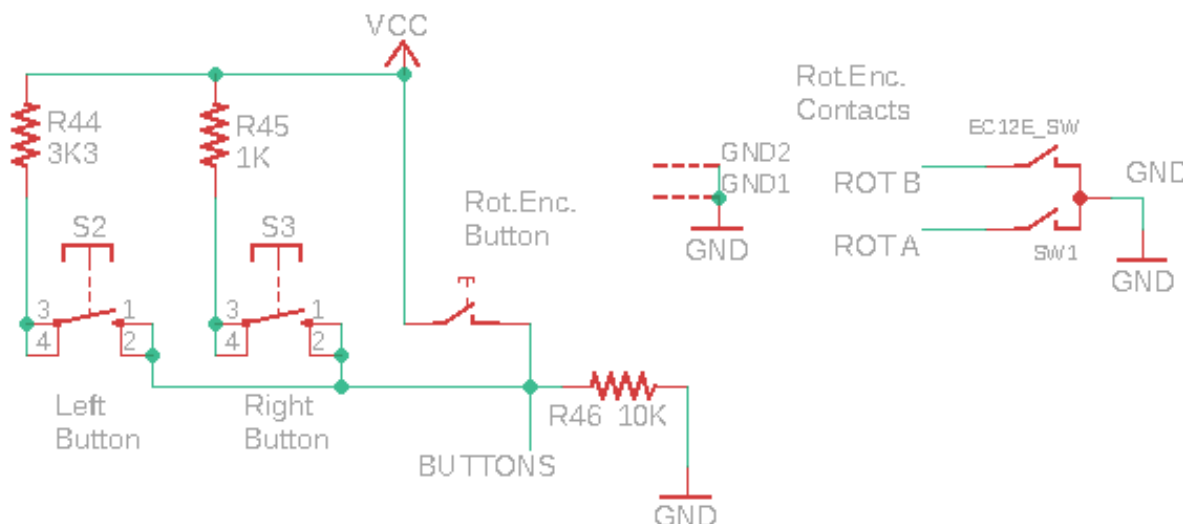 VCC
R44
3K3
R45
1K
S2
S3
3
1
4
2
3
1
4
2
Left
Button
Right
Button
Rot.Enc.
Button
BUTTONS
R46 10K
GND
GND2
GND1
GND
Rot.Enc.
Contacts
EC12E_SW
ROT B
ROT A
SW1
GND
GND